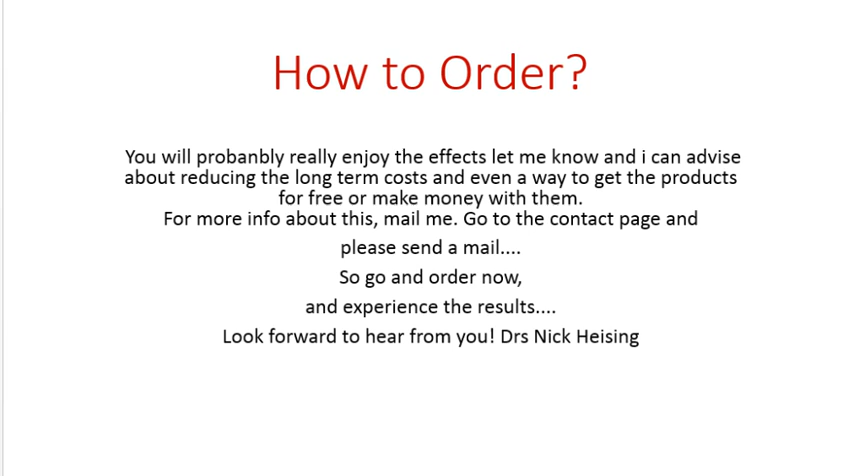 How to Order?
You will probanbly really enjoy the effects let me know and i can advise
about reducing the long term costs and even a way to get the products
for free or make money with them.
For more info about this, mail me. Go to the contact page and
please send a mail....
So go and order now,
and experience the results....
Look forward to hear from you! Drs Nick Heising